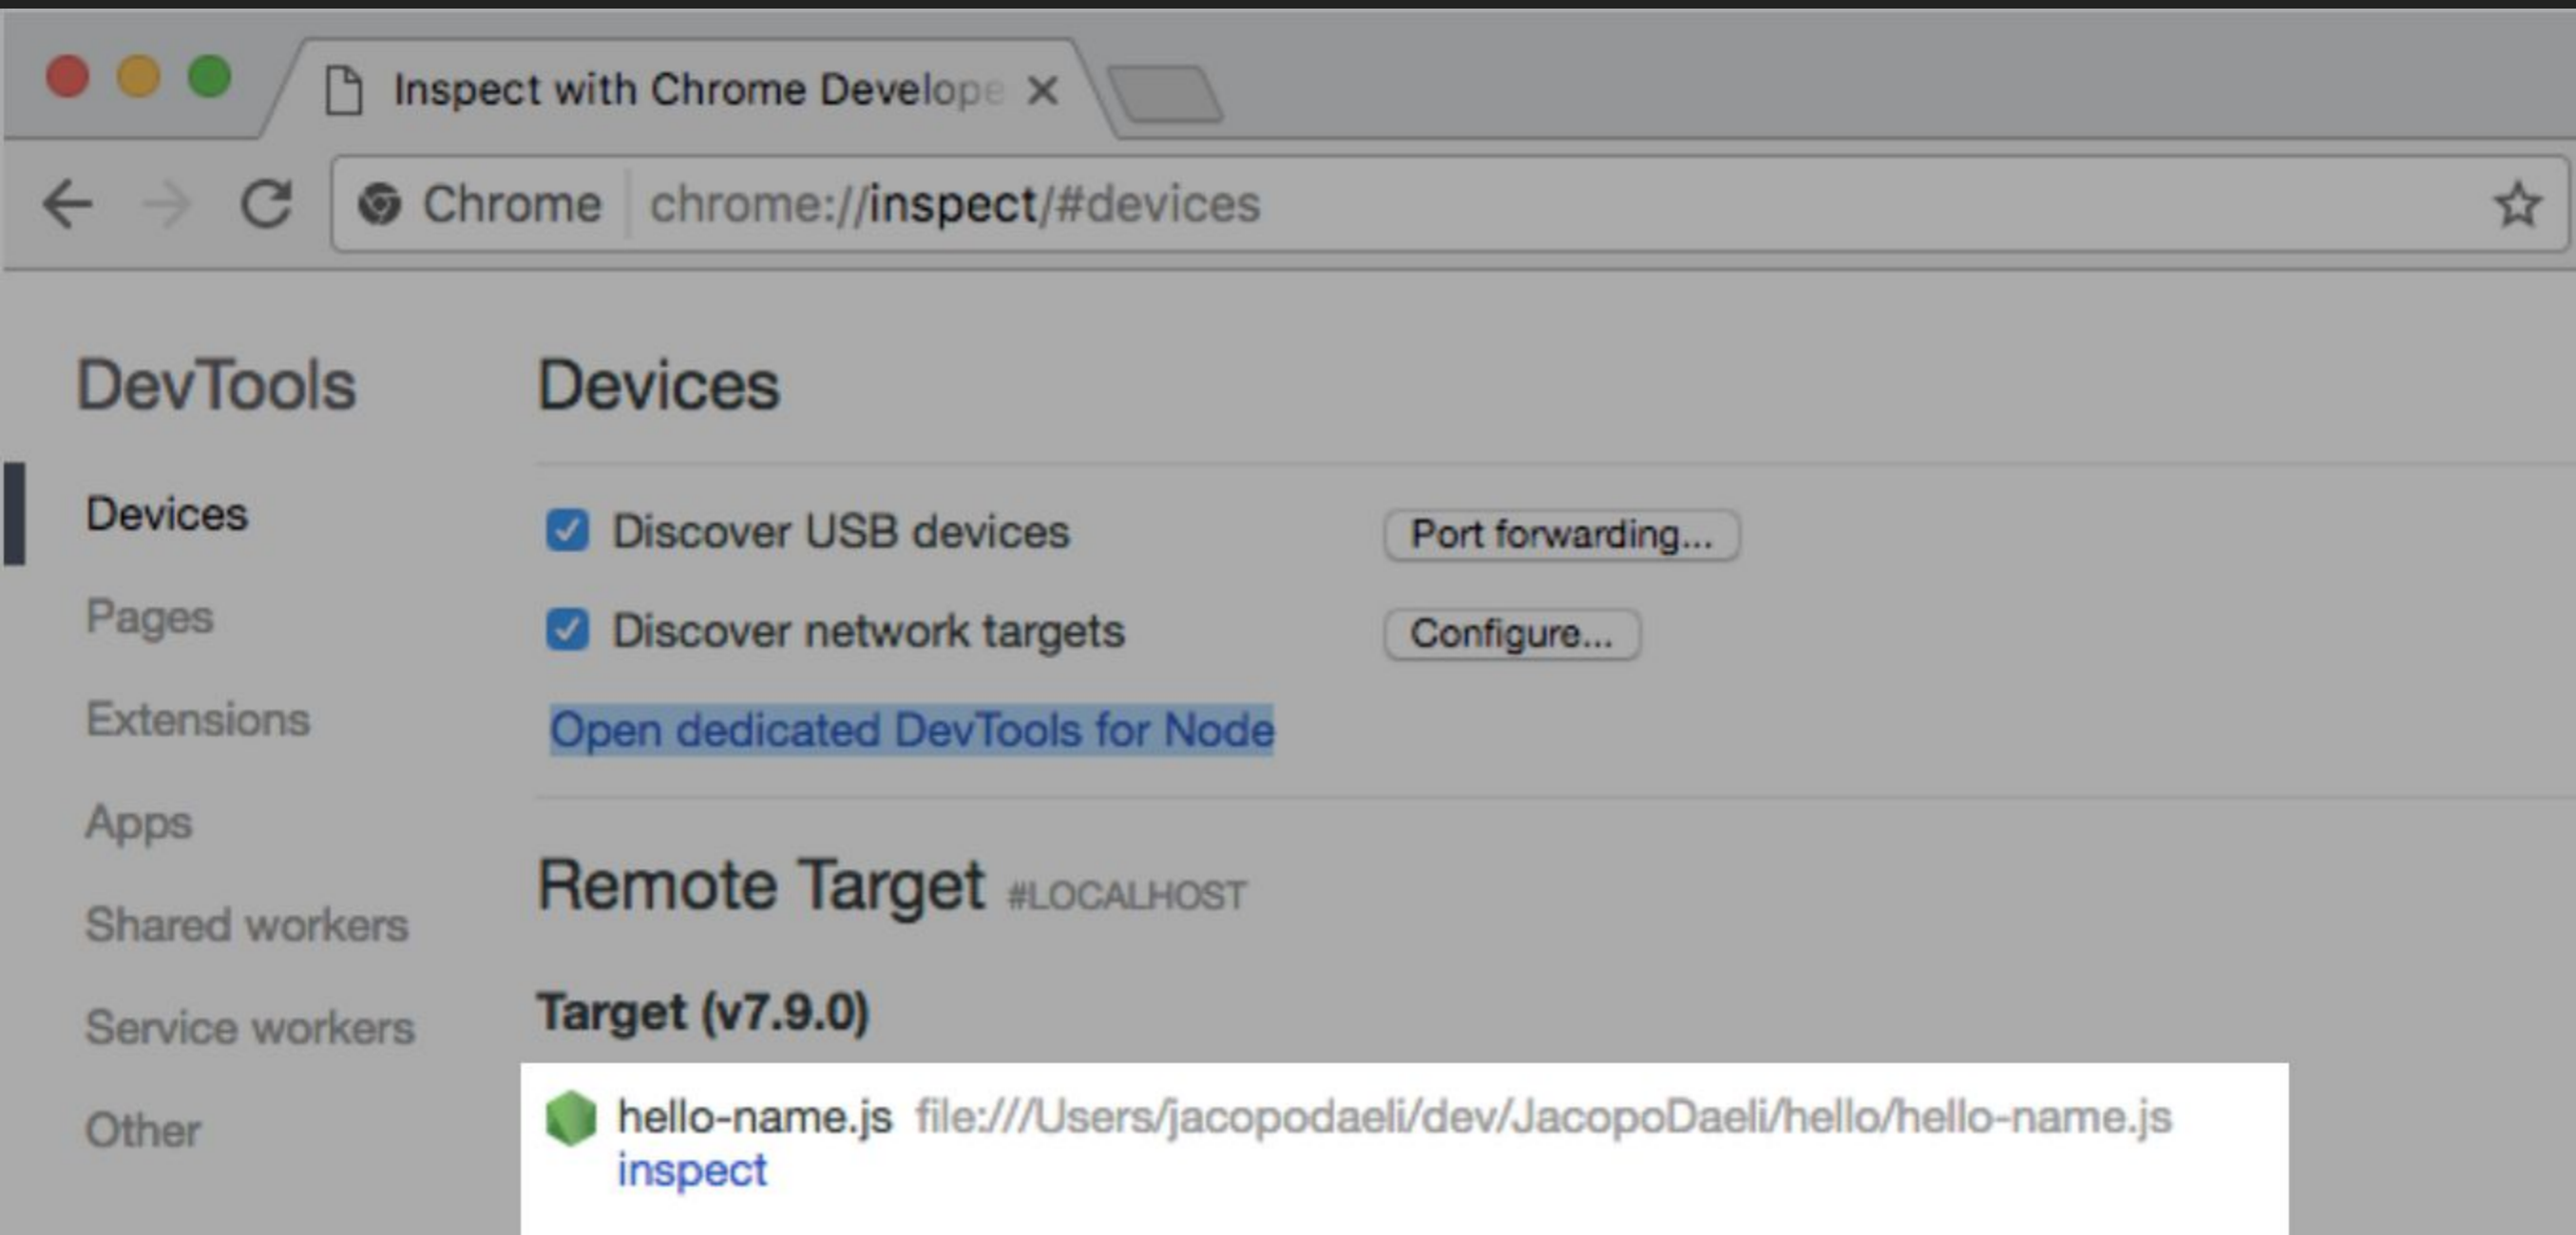 Inspect with Chrome Develope
Chrome chrome://inspect/#devices
DevTools
Devices
Pages
Extensions
Apps
Shared workers
Service workers
Other
Devices
Discover USB devices Port forwarding...
Discover network targets Configure...
Open dedicated DevTools for Node
Remote Target #LOCALHOST
Target (v7.9.0)
hello-name.js file:///Users/jacopodaeli/dev/JacopoDaeli/hello/hello-name.js
inspect